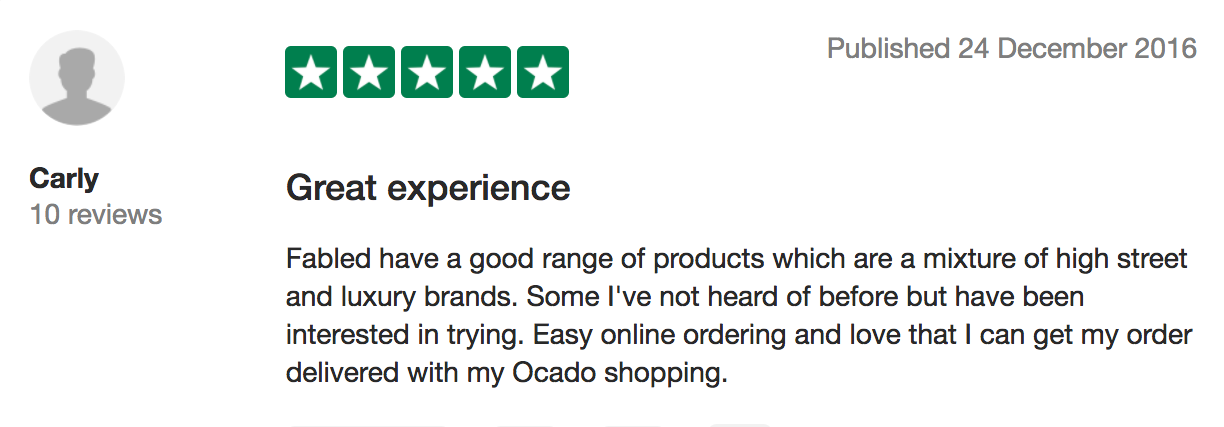 Published 24 December 2016
Carly
10 reviews
Great experience
Fabled have a good range of products which are a mixture of high street
and luxury brands. Some I've not heard of before but have been
interested in trying. Easy online ordering and love that I can get my order
delivered with my Ocado shopping.